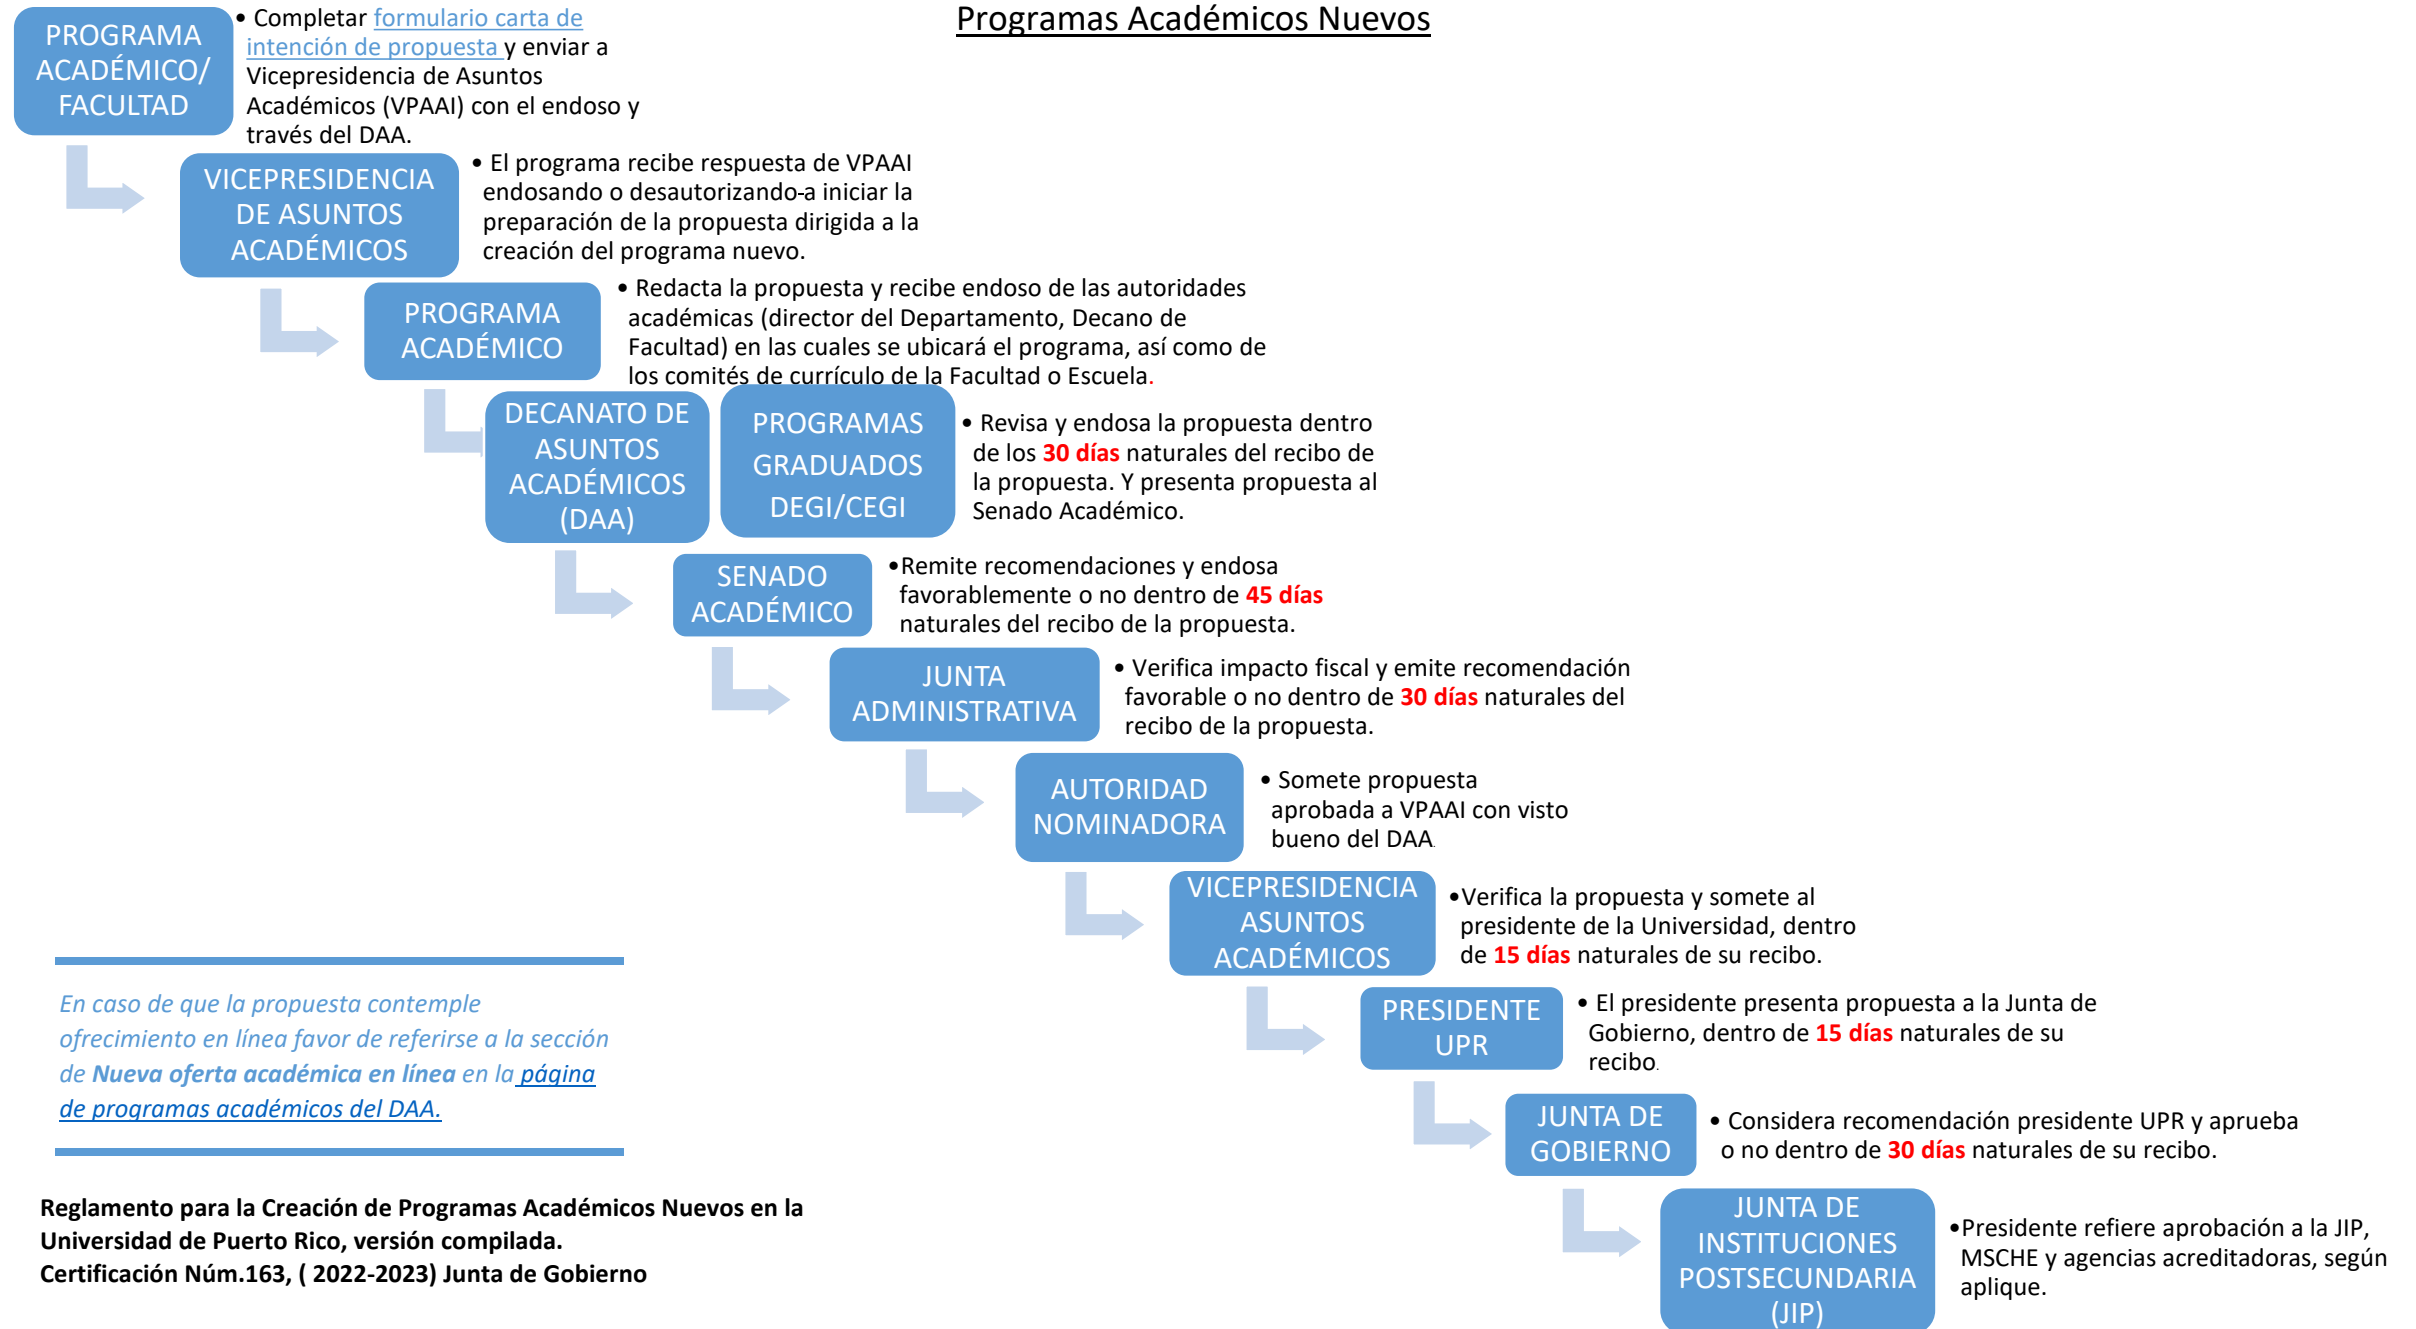 Programas Académicos Nuevos
PROGRAMA
ACADÉMICO/
FACULTAD
• Completar formulario carta de
intención de propuesta y enviar a
Vicepresidencia de Asuntos
Académicos (VPAAI) con el endoso y
través del DAA.
VICEPRESIDENCIA
DE ASUNTOS
ACADÉMICOS
• El programa recibe respuesta de VPAAI
endosando o desautorizando-a iniciar la
preparación de la propuesta dirigida a la
creación del programa nuevo.
PROGRAMA
ACADÉMICO
• Redacta la propuesta y recibe endoso de las autoridades
académicas (director del Departamento, Decano de
Facultad) en las cuales se ubicará el programa, así como de
los comités de currículo de la Facultad o Escuela.
DECANATO DE
ASUNTOS
ACADÉMICOS
(DAA)
PROGRAMAS
GRADUADOS
DEGI/CEGI
• Revisa y endosa la propuesta dentro
de los 30 días naturales del recibo de
la propuesta. Y presenta propuesta al
Senado Académico.
SENADO
ACADÉMICO
•Remite recomendaciones y endosa
favorablemente o no dentro de 45 días
naturales del recibo de la propuesta.
JUNTA
ADMINISTRATIVA
• Verifica impacto fiscal y emite recomendación
favorable o no dentro de 30 días naturales del
recibo de la propuesta.
AUTORIDAD
NOMINADORA
• Somete propuesta
aprobada a VPAAI con visto
bueno del DAA.
VICEPRESIDENCIA
ASUNTOS
ACADÉMICOS
•Verifica la propuesta y somete al
presidente de la Universidad, dentro
de 15 días naturales de su recibo.
PRESIDENTE
UPR
• El presidente presenta propuesta a la Junta de
Gobierno, dentro de 15 días naturales de su
recibo.
JUNTA DE
GOBIERNO
• Considera recomendación presidente UPR y aprueba
o no dentro de 30 días naturales de su recibo.
JUNTA DE
INSTITUCIONES
POSTSECUNDARIA
(JIP)
•Presidente refiere aprobación a la JIP,
MSCHE y agencias acreditadoras, según
aplique.
En caso de que la propuesta contemple
ofrecimiento en línea favor de referirse a la sección
de Nueva oferta académica en línea en la página
de programas académicos del DAA.
Reglamento para la Creación de Programas Académicos Nuevos en la
Universidad de Puerto Rico, versión compilada.
Certificación Núm.163, ( 2022-2023) Junta de Gobierno